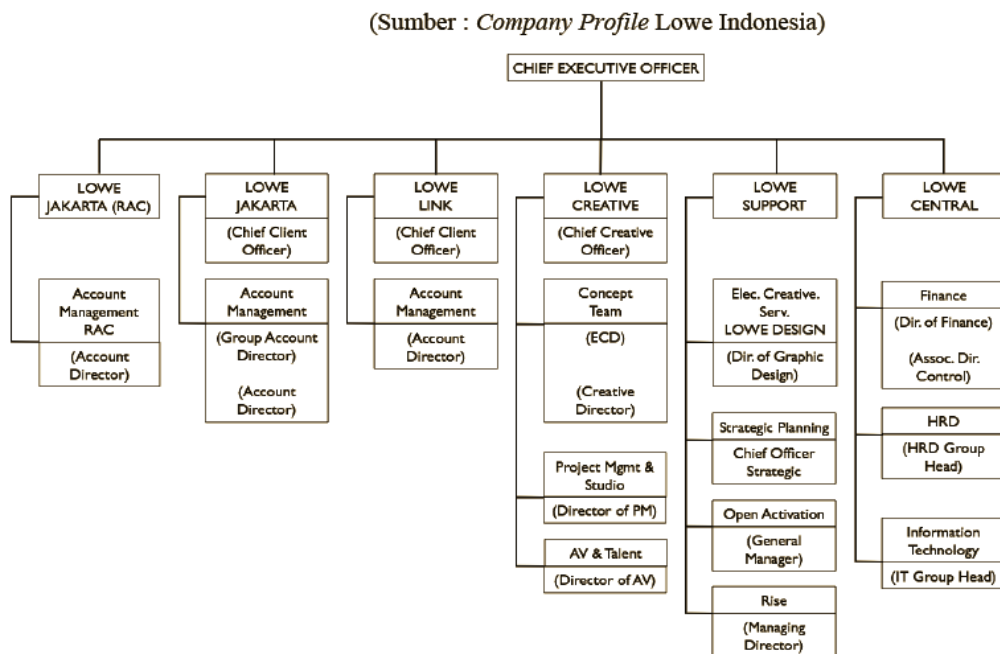 (Sumber : Company Profile Lowe Indonesia)
CHIEF EXECUTIVE OFFICER
LOWE
JAKARTA (RAC)
Account
Management
RAC
(Account
Director)
LOWE
JAKARTA
(Chief Client
Officer)
Account
Management
(Group Account
Director)
(Account
Director)
LOWE
LINK
(Chief Client
Officer)
Account
Management
(Account
Director)
LOWE
CREATIVE
(Chief Creative
Officer)
Concept
Team
(ECD)
(Creative
Director)
Project Mgmt &
Studio
(Director of PM)
AV & Talent
(Director of AV)
LOWE
SUPPORT
Elec. Creative.
Serv.
LOWE DESIGN
(Dir. of Graphic
Design)
Strategic Planning
Chief Officer
Strategic
Open Activation
(General
Manager)
Rise
(Managing
Director)
LOWE
CENTRAL
Finance
(Dir. of Finance)
(Assoc. Dir.
Control)
HRD
(HRD Group
Head)
Information
Technology
(IT Group Head)